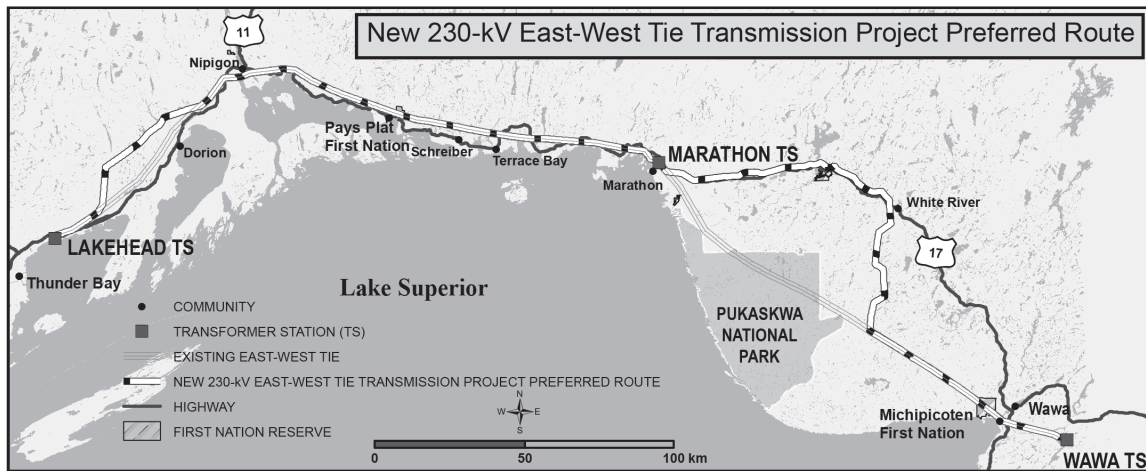 New 230-kV East-West Tie Transmission Project Preferred Route
11
Nipigon
Dorion
Pays Plat
First Nation
Schreiber
Terrace Bay
MARATHON TS
Marathon
White River
17
LAKEHEAD TS
Thunder Bay
Lake Superior
PUKASKWA
NATIONAL
PARK
COMMUNITY
TRANSFORMER STATION (TS)
EXISTING EAST-WEST TIE
NEW 230-kV EAST-WEST TIE TRANSMISSION PROJECT PREFERRED ROUTE
HIGHWAY
FIRST NATION RESERVE
N
W E
S
0 50 100 km
Michipicoten
First Nation
Wawa
WAWA TS